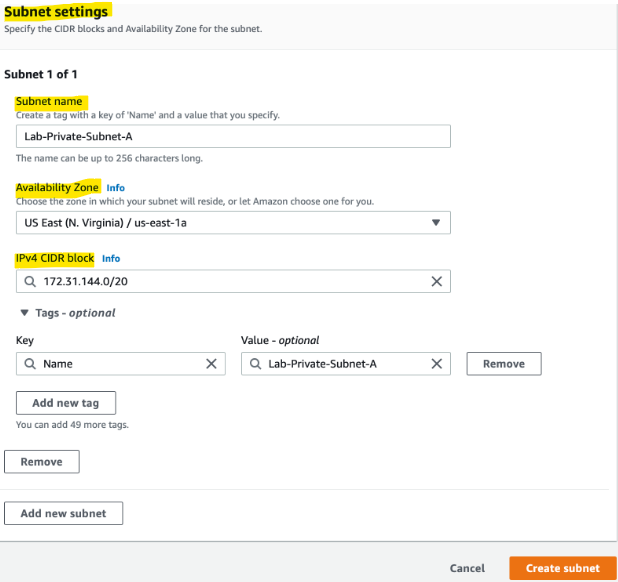 Subnet settings
Specify the CIDR blocks and Availability Zone for the subnet.
Subnet 1 of 1
Subnet name
Create a tag with a key of 'Name' and a value that you specify.
Lab-Private-Subnet-A
The name can be up to 256 characters long.
Availability Zone Info
Choose the zone in which your subnet will reside, or let Amazon choose one for you.
US East (N. Virginia) / us-east-1a
IPv4 CIDR block Info
172.31.144.0/20
Tags - optional
Key Value - optional
Name Lab-Private-Subnet-A Remove
Add new tag
You can add 49 more tags.
Remove
Add new subnet
Cancel Create subnet